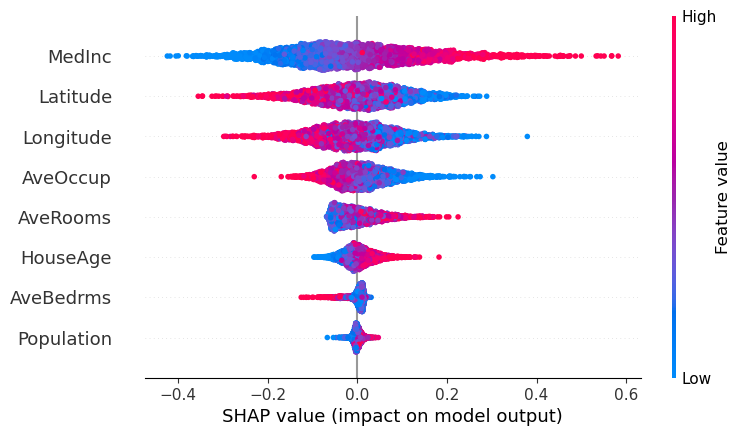 High
MedInc
Latitude
Longitude
AveOccup
AveRooms
HouseAge
AveBedrms
Population
Feature value
Low
−0.4 −0.2 0.0 0.2 0.4 0.6
SHAP value (impact on model output)